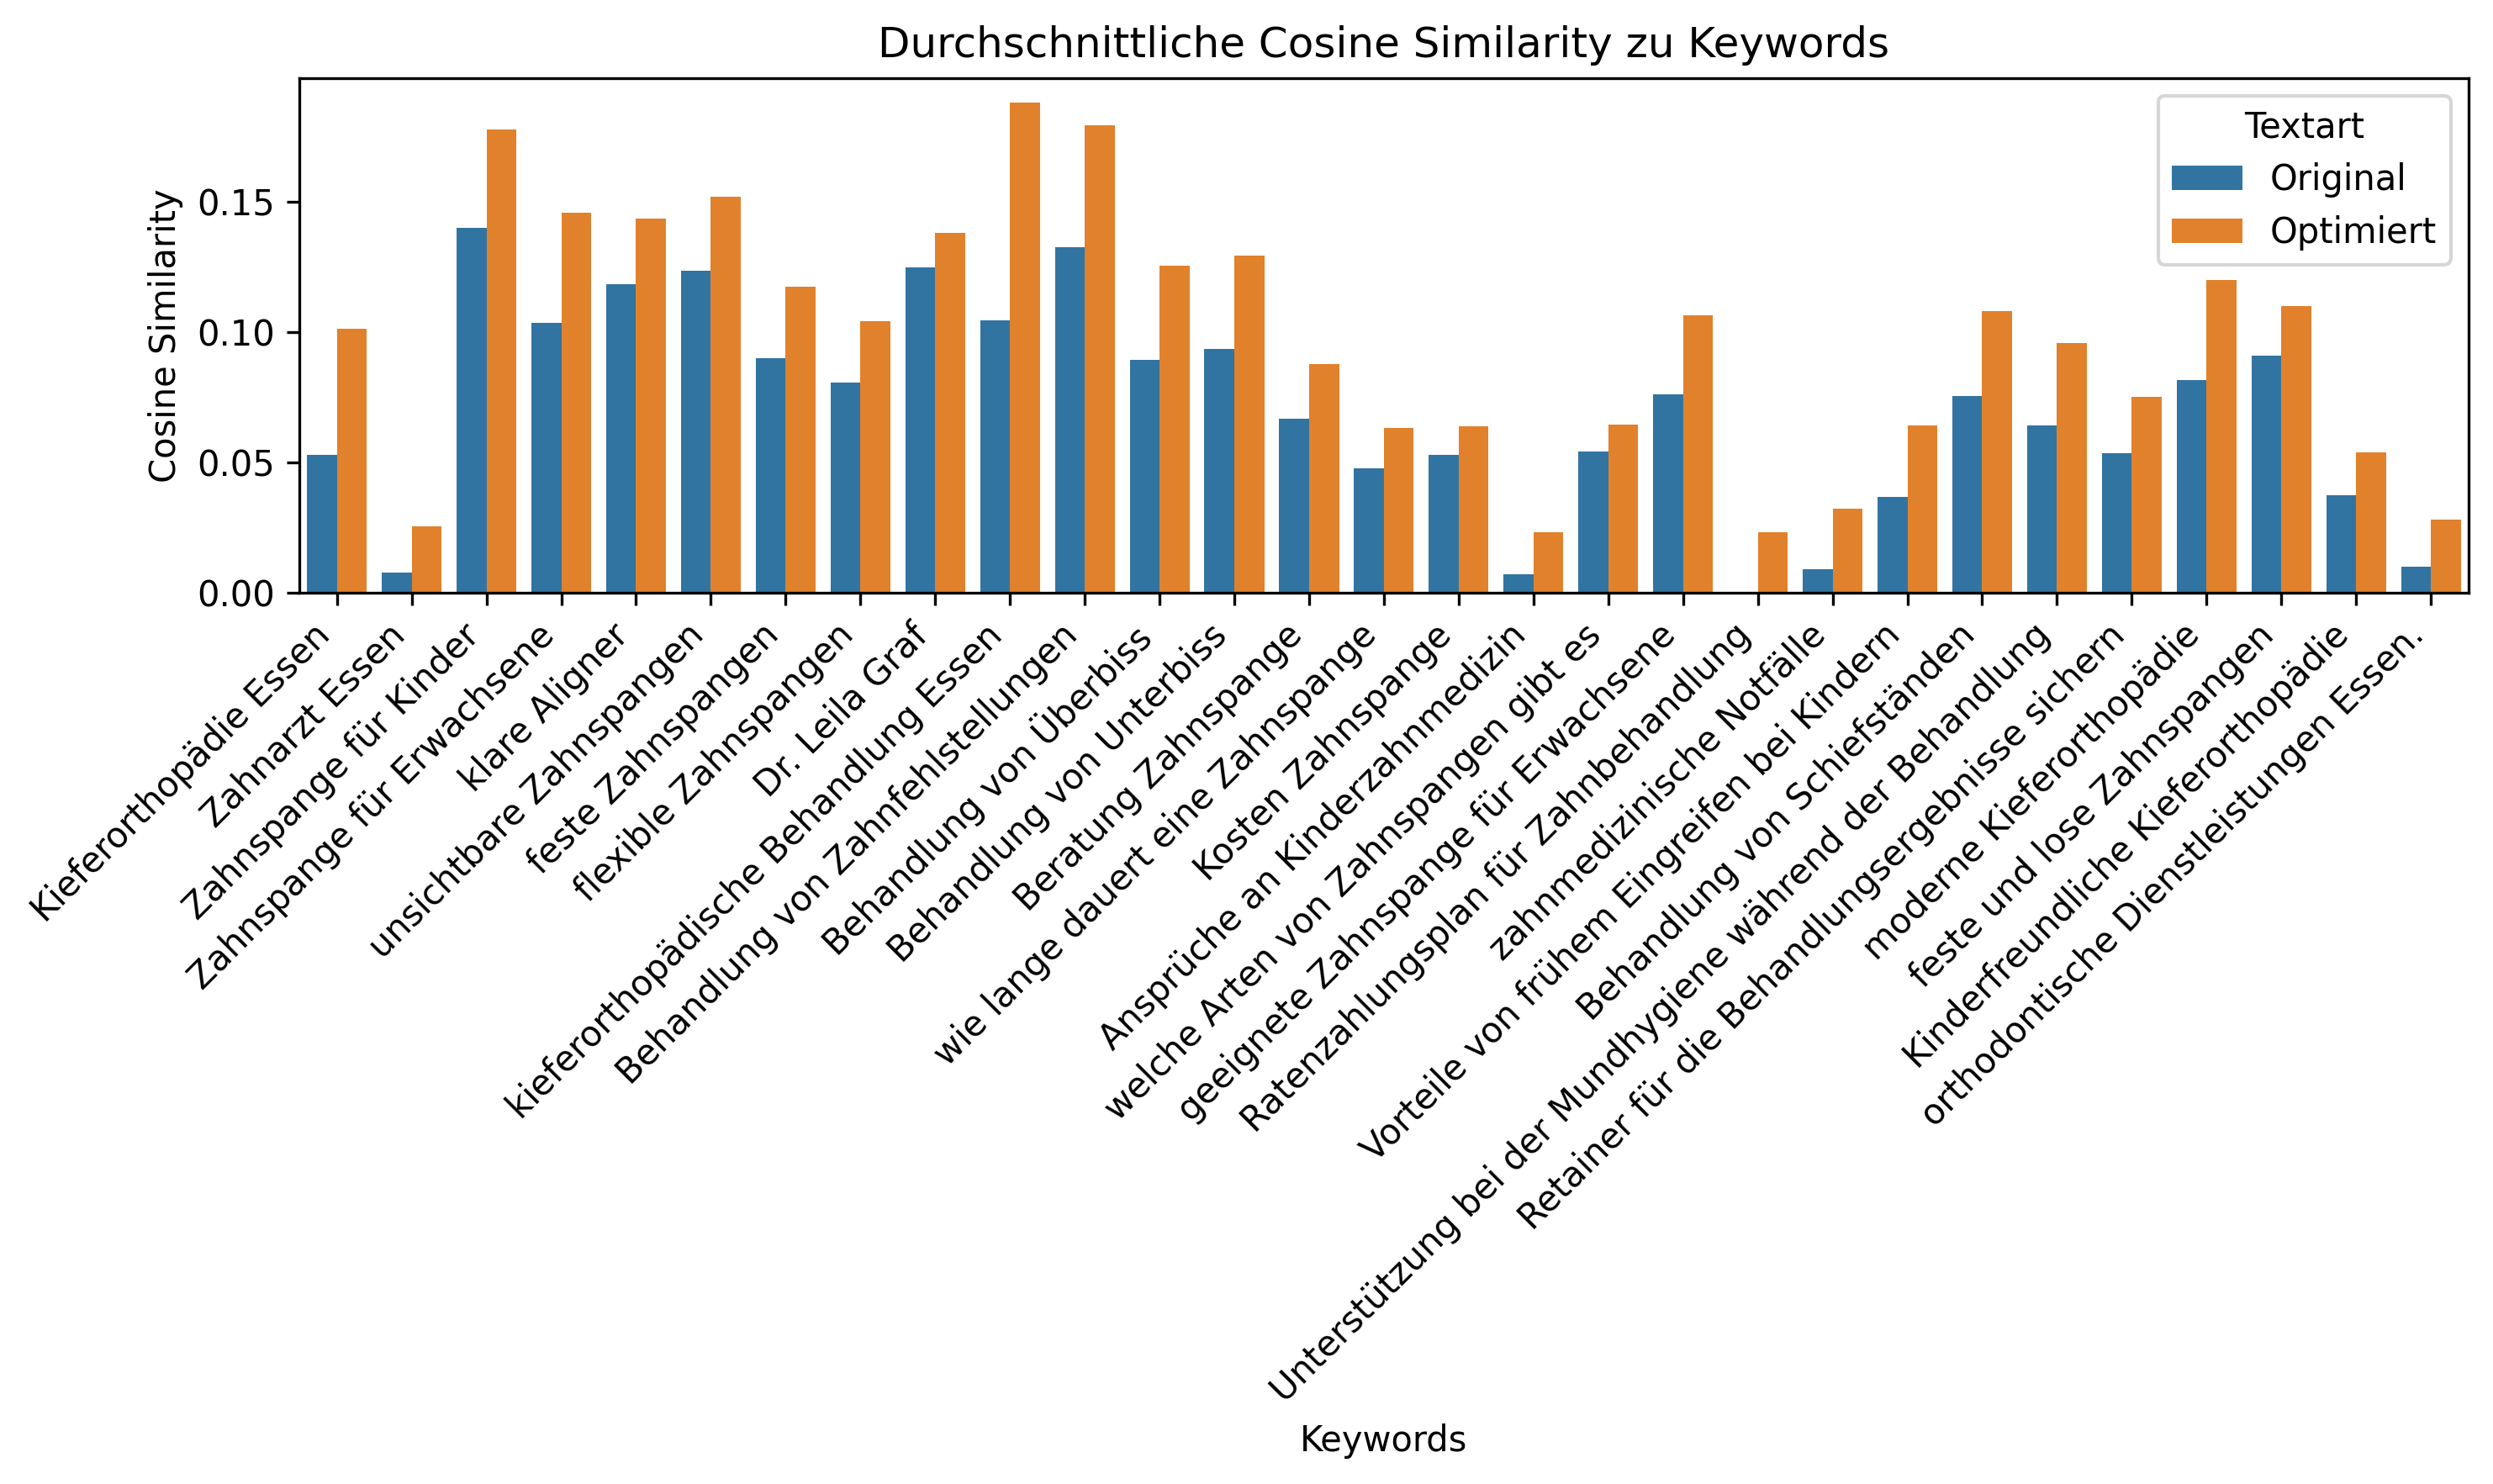 Durchschnittliche Cosine Similarity zu Keywords
Cosine Similarity
0.15
0.10
0.05
0.00
Textart
Original
Optimiert
Kieferorthopädie Essen
Zahnarzt Essen
Zahnspange für Kinder
Zahnspange für Erwachsene
klare Aligner
unsichtbare Zahnspangen
feste Zahnspangen
flexible Zahnspangen
Dr. Leila Graf
kieferorthopädische Behandlung Essen
Behandlung von Zahnfehlstellungen
Behandlung von Überbiss
Behandlung von Unterbiss
Beratung Zahnspange
wie lange dauert eine Zahnspange
Kosten Zahnspange
Ansprüche an Kinderzahnmedizin
welche Arten von Zahnspangen gibt es
geeignete Zahnspange für Erwachsene
Ratenzahlungsplan für Zahnbehandlung
zahnmedizinische Notfälle
Vorteile von frühem Eingreifen bei Kindern
Behandlung von Schiefständen
Unterstützung bei der Mundhygiene während der Behandlung
Retainer für die Behandlungsergebnisse sichern
moderne Kieferorthopädie
feste und lose Zahnspangen
Kinderfreundliche Kieferorthopädie
orthodontische Dienstleistungen Essen.
Keywords